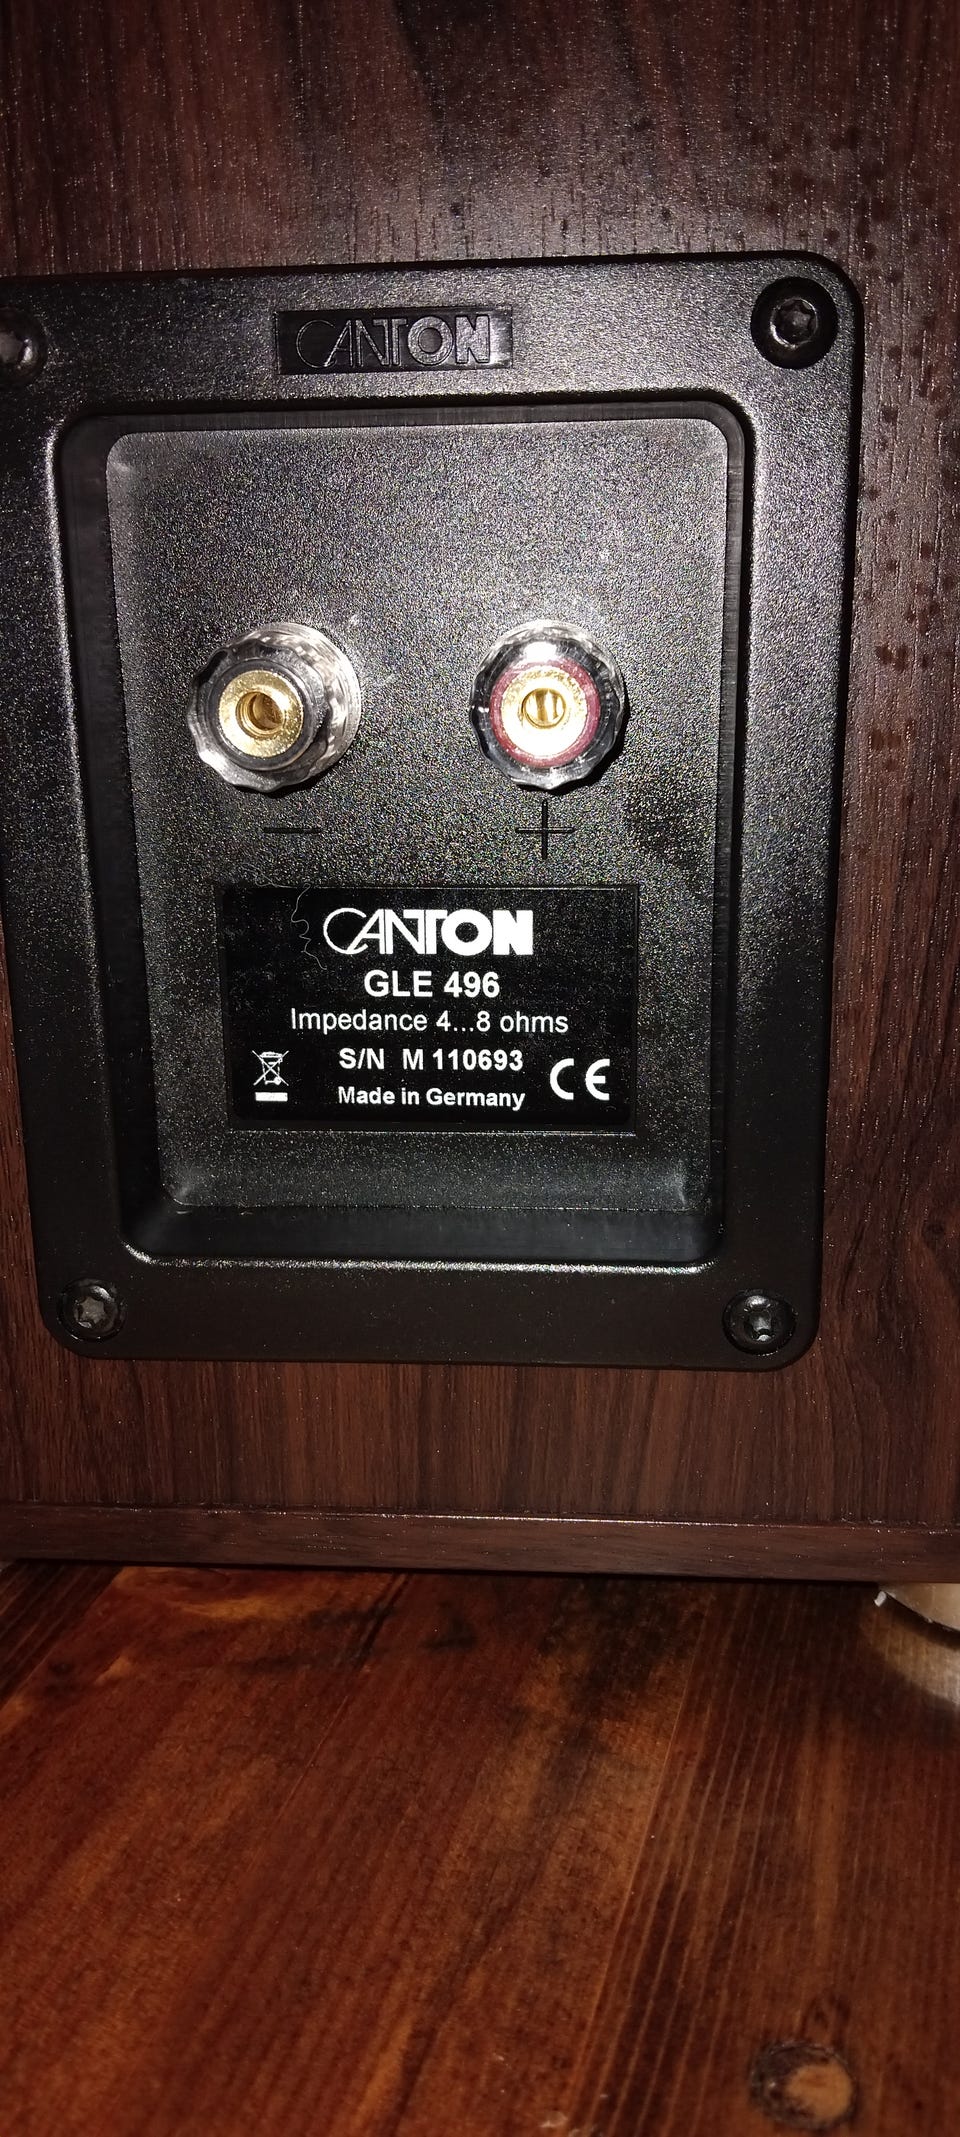 CANTON
− +
CANTON
GLE 496
Impedance 4...8 ohms
S/N M 110693
Made in Germany
CE